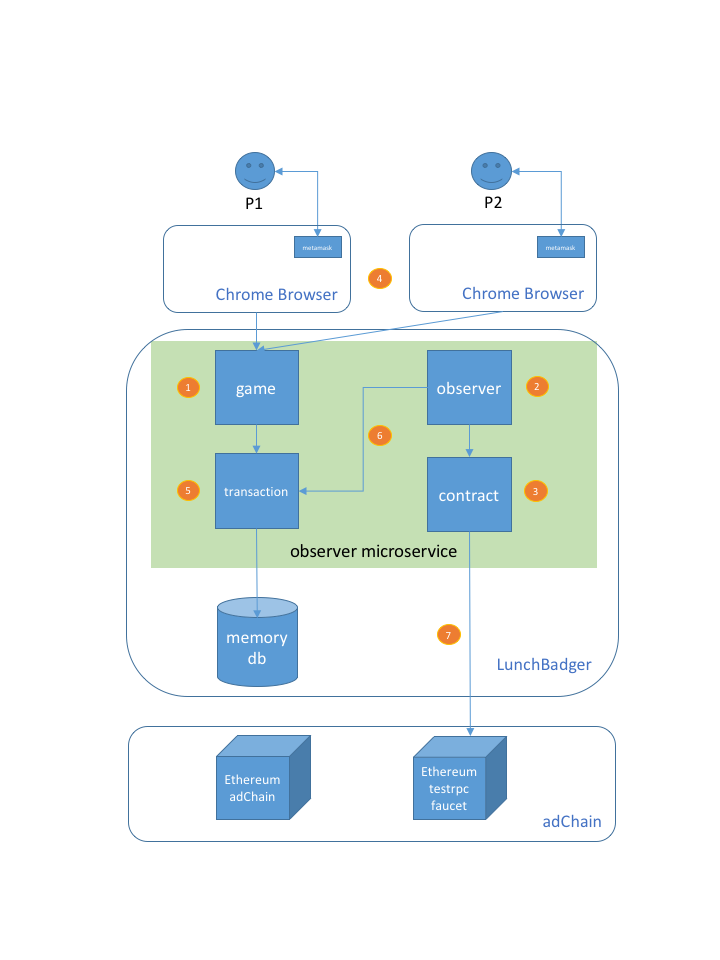 P1
P2
metamask
metamask
4
Chrome Browser
Chrome Browser
1
game
observer
2
6
5
transaction
contract
3
observer microservice
memory
db
7
LunchBadger
Ethereum
adChain
Ethereum
testrpc
faucet
adChain